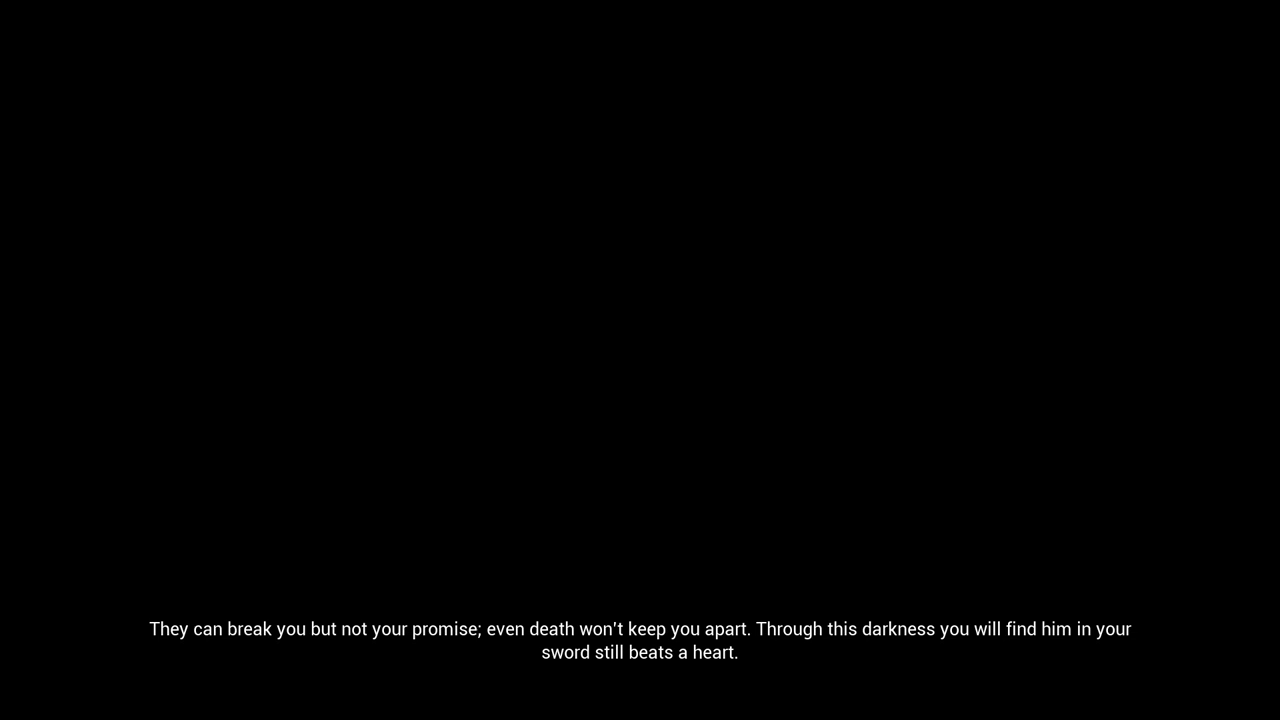 They can break you but not your promise; even death won't keep you apart. Through this darkness you will find him in your
sword still beats a heart.